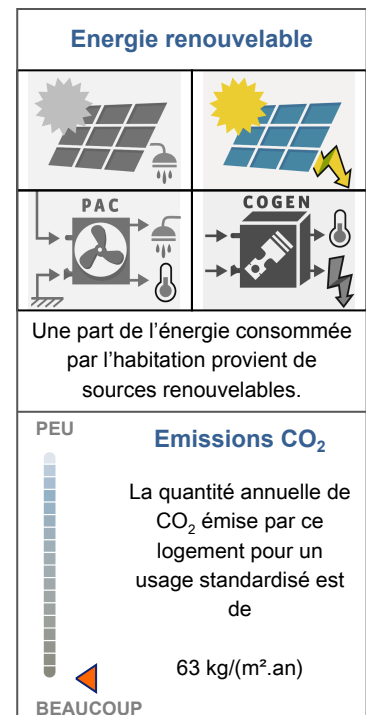 Energie renouvelable
PAC
COGEN
Une part de l'énergie consommée
par l'habitation provient de
sources renouvelables.
PEU
Emissions CO₂
La quantité annuelle de
CO₂ émise par ce
logement pour un
usage standardisé est
de
63 kg/(m².an)
BEAUCOUP